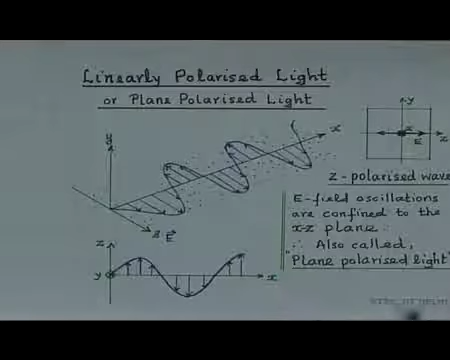 Linearly Polarised Light
or Plane Polarised Light
y
x
z E
z
y
x
y
x
E
z
z-polarised wave
E-field oscillations
are confined to the
x-z plane
∴ Also called,
"Plane polarised light"